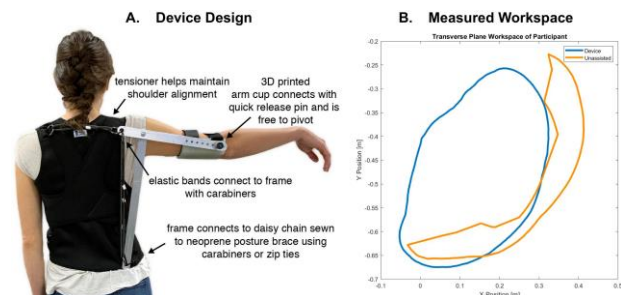 A. Device Design
tensioner helps maintain
shoulder alignment
3D printed
arm cup connects with
quick release pin and is
free to pivot
elastic bands connect to frame
with carabiners
frame connects to daisy chain sewn
to neoprene posture brace using
carabiners or zip ties
B. Measured Workspace
Transverse Plane Workspace of Participant
Device
Unassisted
Y Position [m]
-0.2
-0.25
-0.3
-0.35
-0.4
-0.45
-0.5
-0.55
-0.6
-0.65
-0.7
-0.1
0
0.1
0.2
0.3
0.4
0.5
X Position [m]